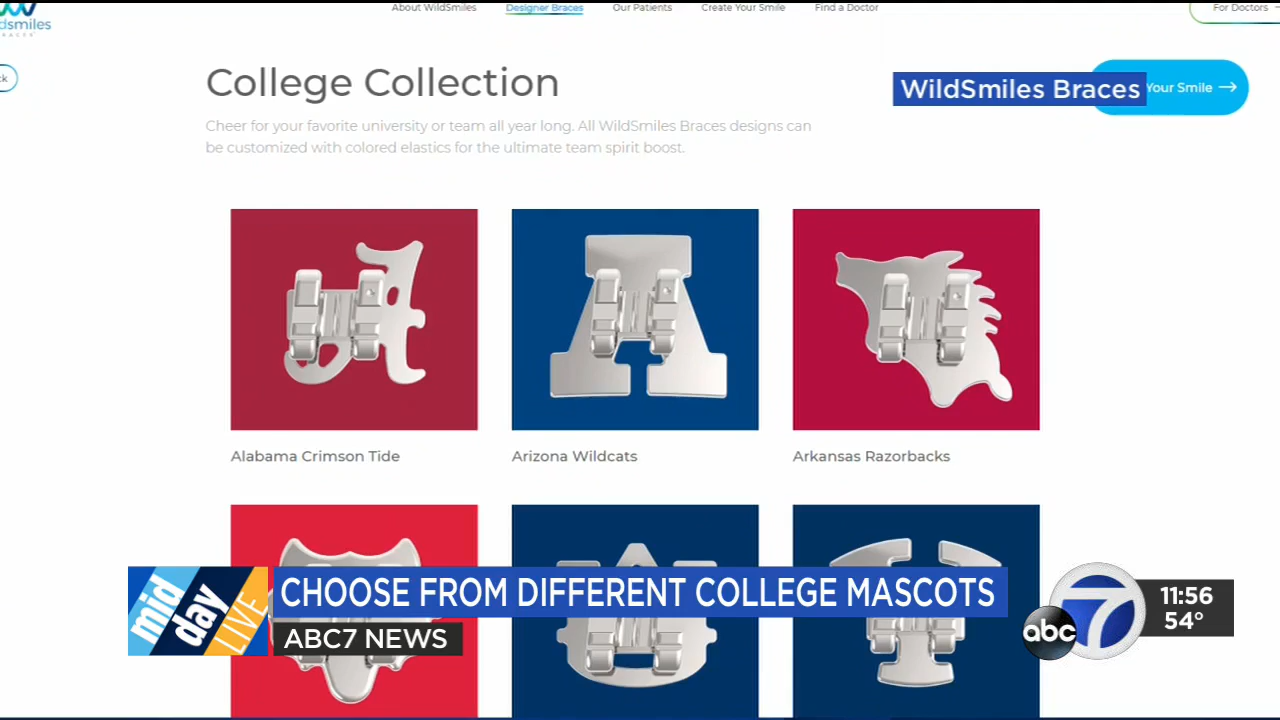 About WildSmiles
Designer Braces
Our Patients
Create Your Smile
Find a Doctor
For Doctors
smiles
BRACES
College Collection
WildSmiles Braces
Your Smile
Cheer for your favorite university or team all year long. All WildSmiles Braces designs can
be customized with colored elastics for the ultimate team spirit boost.
Alabama Crimson Tide
Arizona Wildcats
Arkansas Razorbacks
mid
day
LIVE
CHOOSE FROM DIFFERENT COLLEGE MASCOTS
ABC7 NEWS
abc
7
11:56
54°